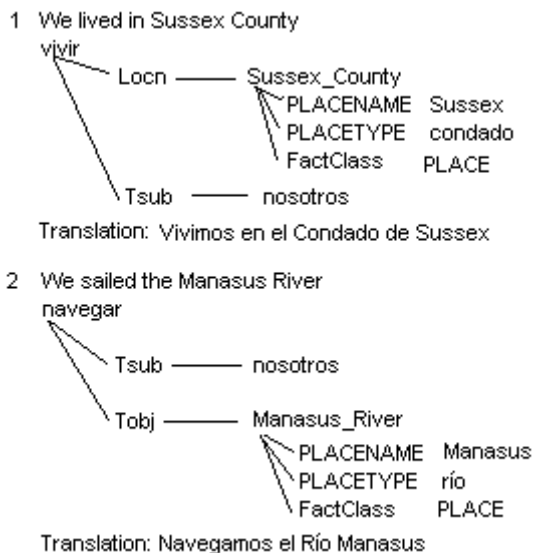 1 We lived in Sussex County
vivir
Locn Sussex_County
PLACENAME Sussex
PLACETYPE condado
FactClass PLACE
Tsub nosotros
Translation: Vivimos en el Condado de Sussex
2 We sailed the Manasus River
navegar
Tsub nosotros
Tobj Manasus_River
PLACENAME Manasus
PLACETYPE río
FactClass PLACE
Translation: Navegamos el Río Manasus